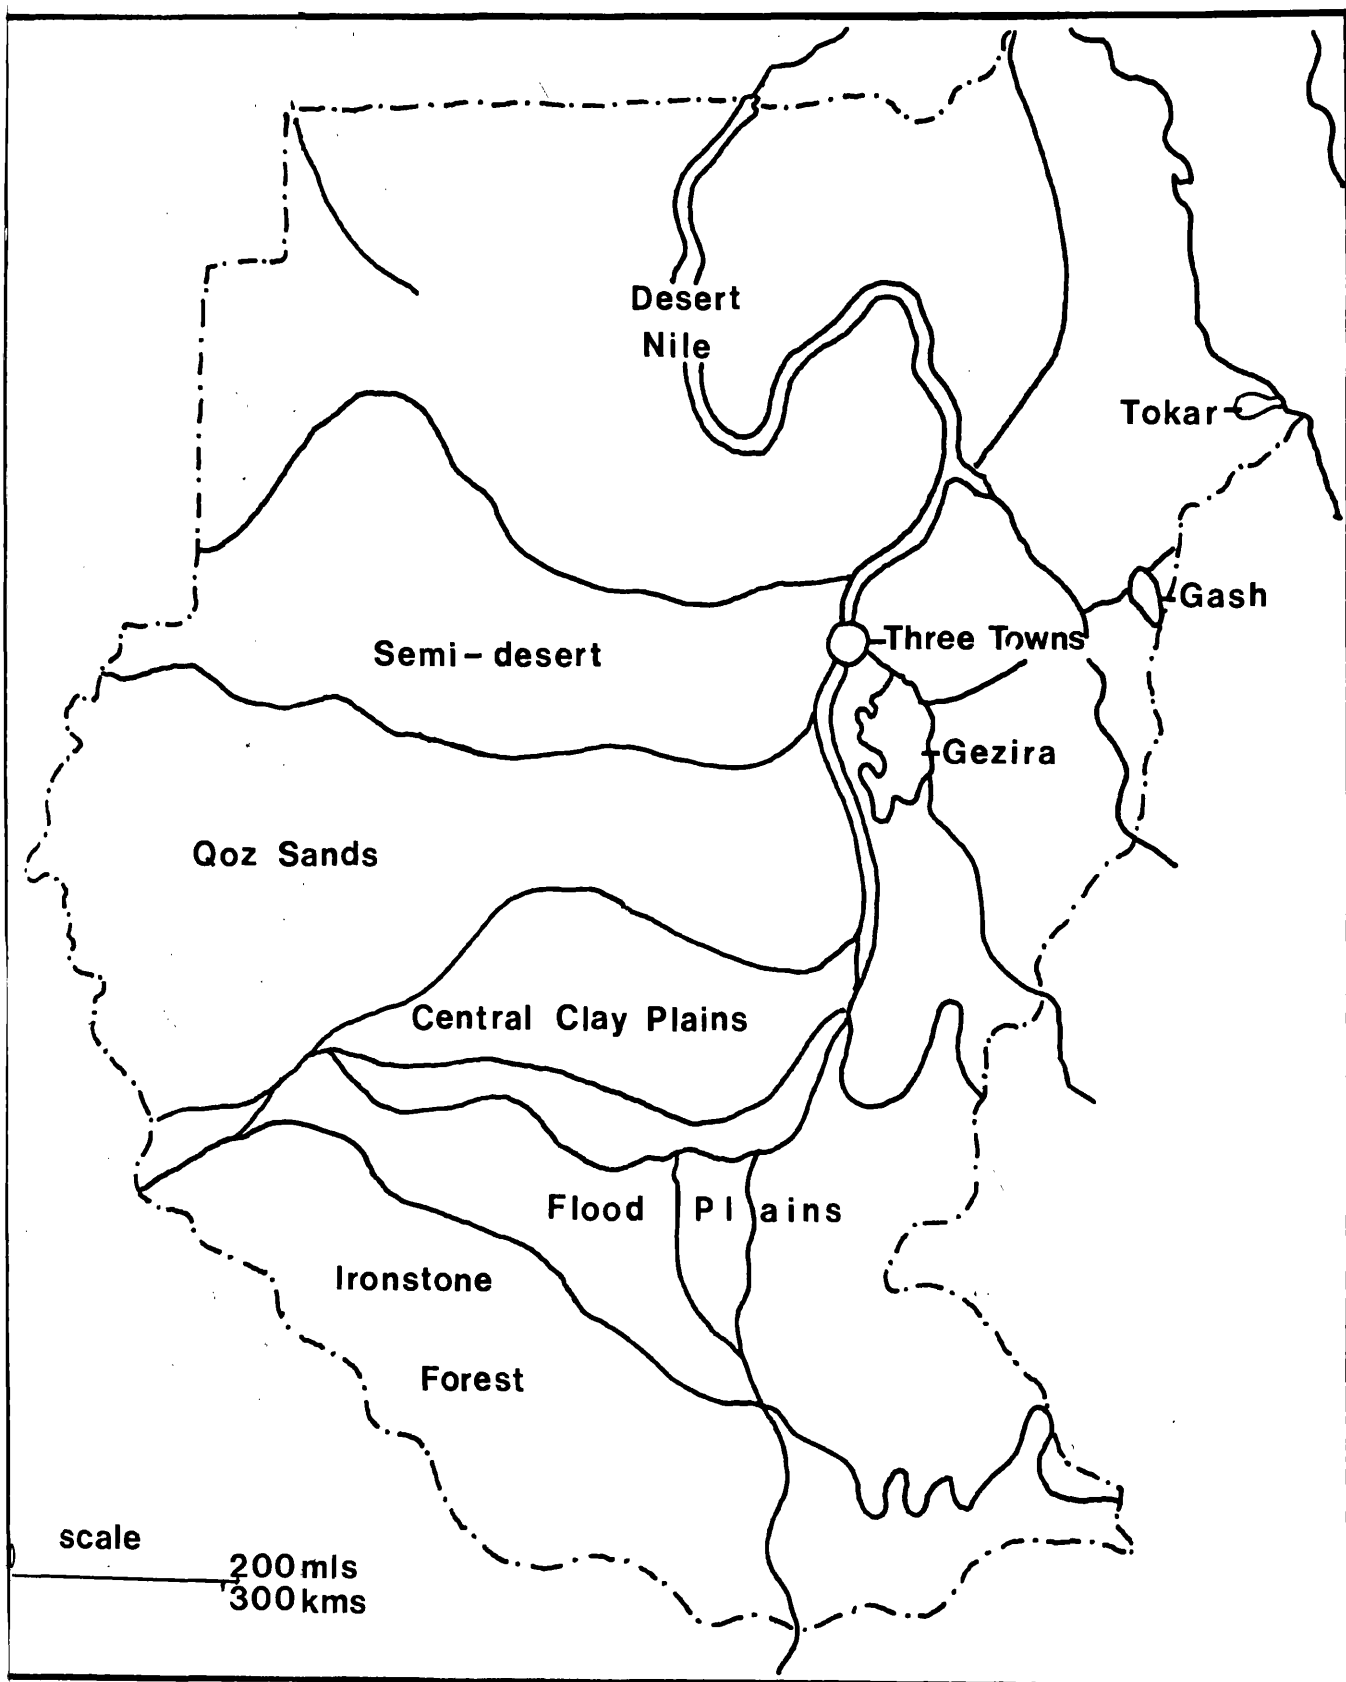 Desert
Nile
Tokar
Gash
Three Towns
Semi-desert
Gezira
Qoz Sands
Central Clay Plains
Flood Plains
Ironstone
Forest
scale
200 mls
300 kms